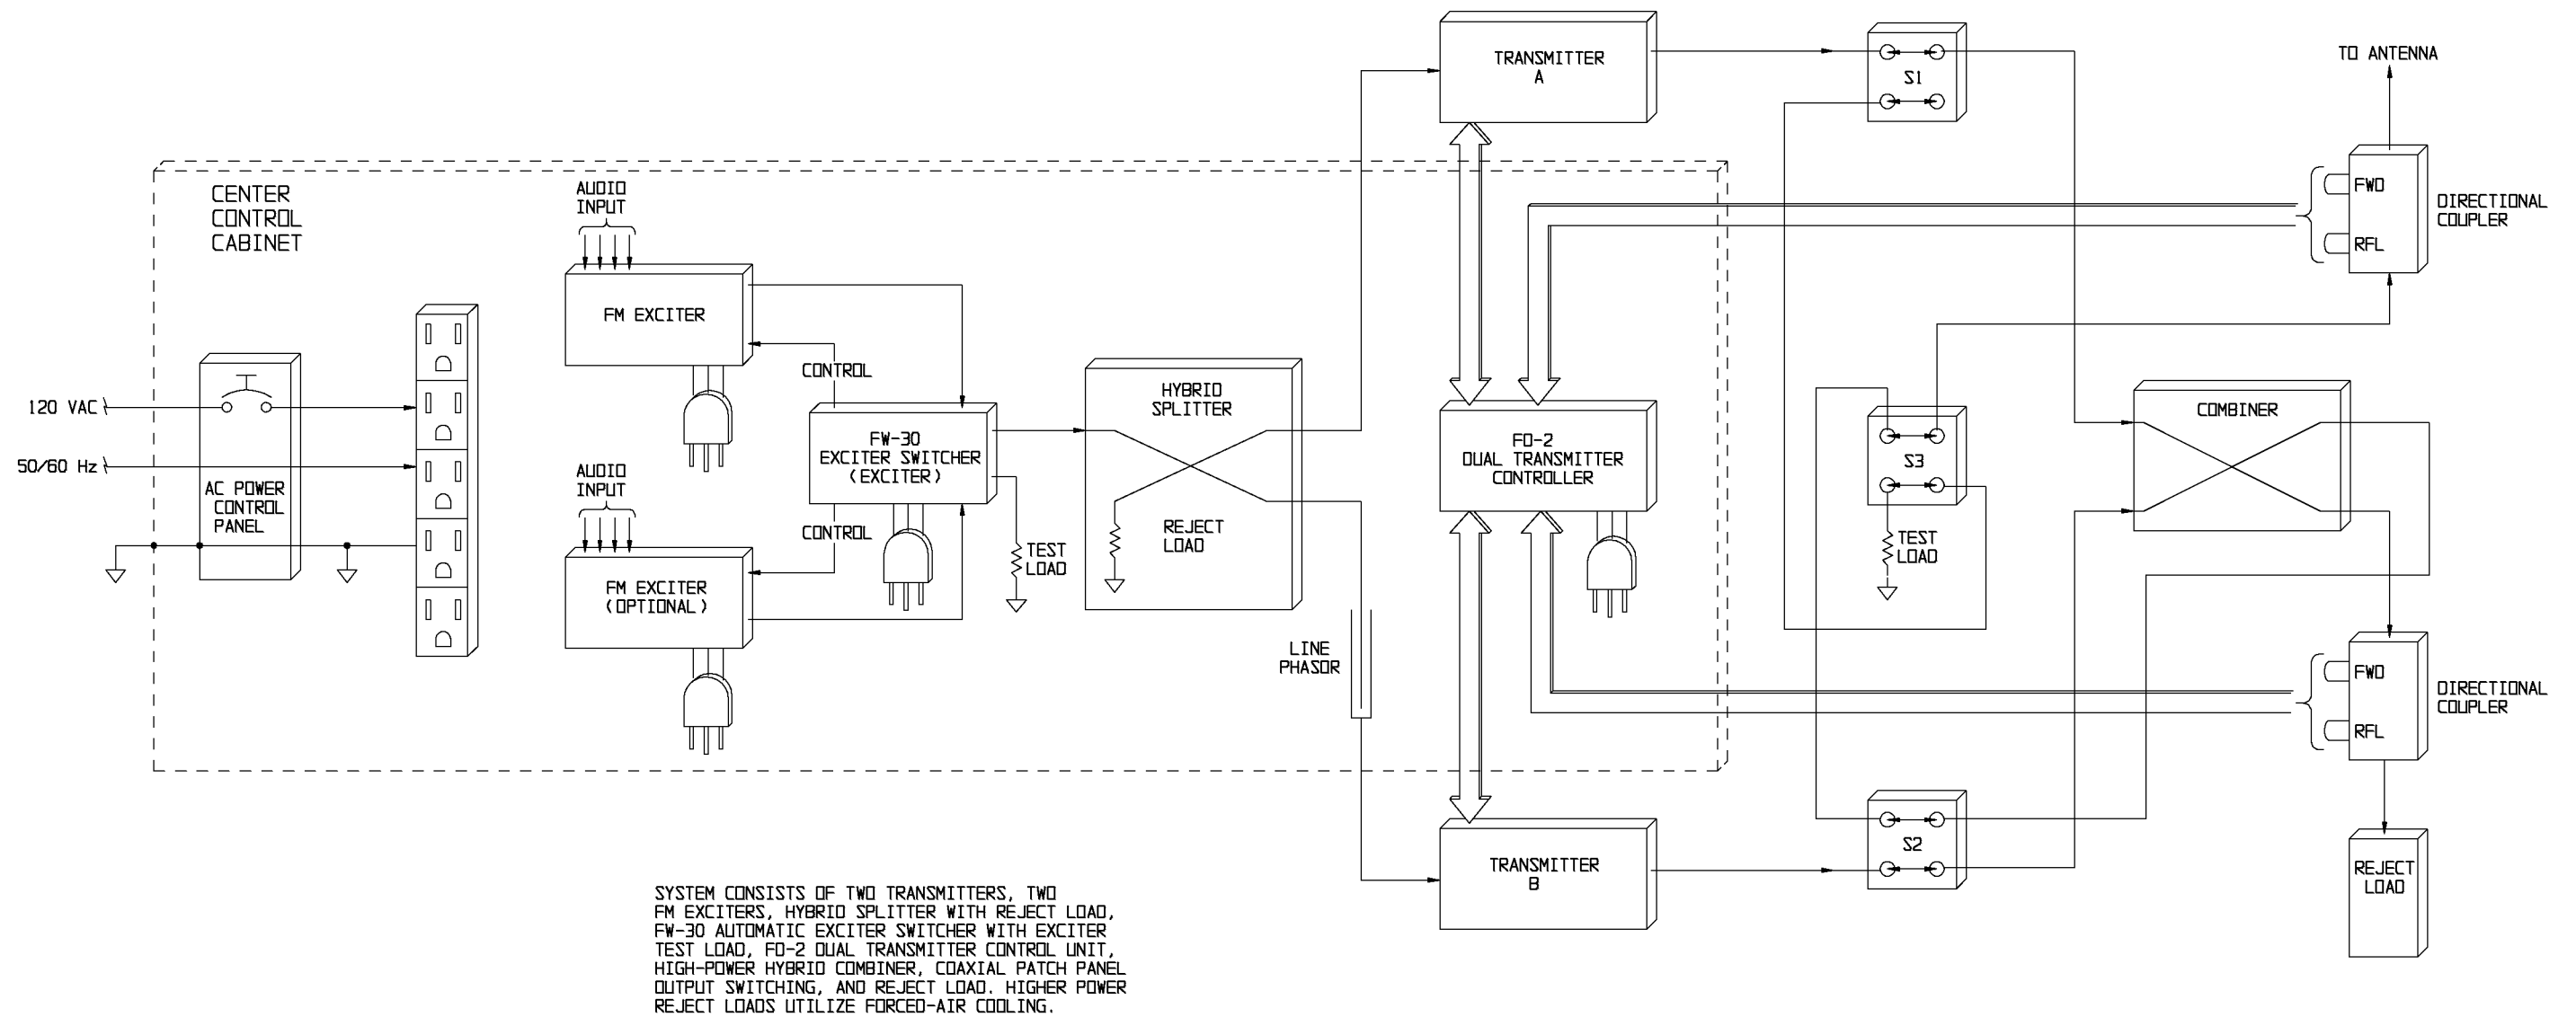 CENTER
CONTROL
CABINET
120 VAC
50/60 Hz
AC POWER
CONTROL
PANEL
AUDIO
INPUT
FM EXCITER
CONTROL
FW-30
EXCITER SWITCHER
(EXCITER)
AUDIO
INPUT
CONTROL
FM EXCITER
(OPTIONAL)
TEST
LOAD
HYBRID
SPLITTER
REJECT
LOAD
LINE
PHASOR
TRANSMITTER
A
FD-2
DUAL TRANSMITTER
CONTROLLER
TRANSMITTER
B
S1
S3
TEST
LOAD
S2
COMBINER
TO ANTENNA
FWD
RFL
DIRECTIONAL
COUPLER
FWD
RFL
DIRECTIONAL
COUPLER
REJECT
LOAD
SYSTEM CONSISTS OF TWO TRANSMITTERS, TWO
FM EXCITERS, HYBRID SPLITTER WITH REJECT LOAD,
FW-30 AUTOMATIC EXCITER SWITCHER WITH EXCITER
TEST LOAD, FD-2 DUAL TRANSMITTER CONTROL UNIT,
HIGH-POWER HYBRID COMBINER, COAXIAL PATCH PANEL
OUTPUT SWITCHING, AND REJECT LOAD. HIGHER POWER
REJECT LOADS UTILIZE FORCED-AIR COOLING.